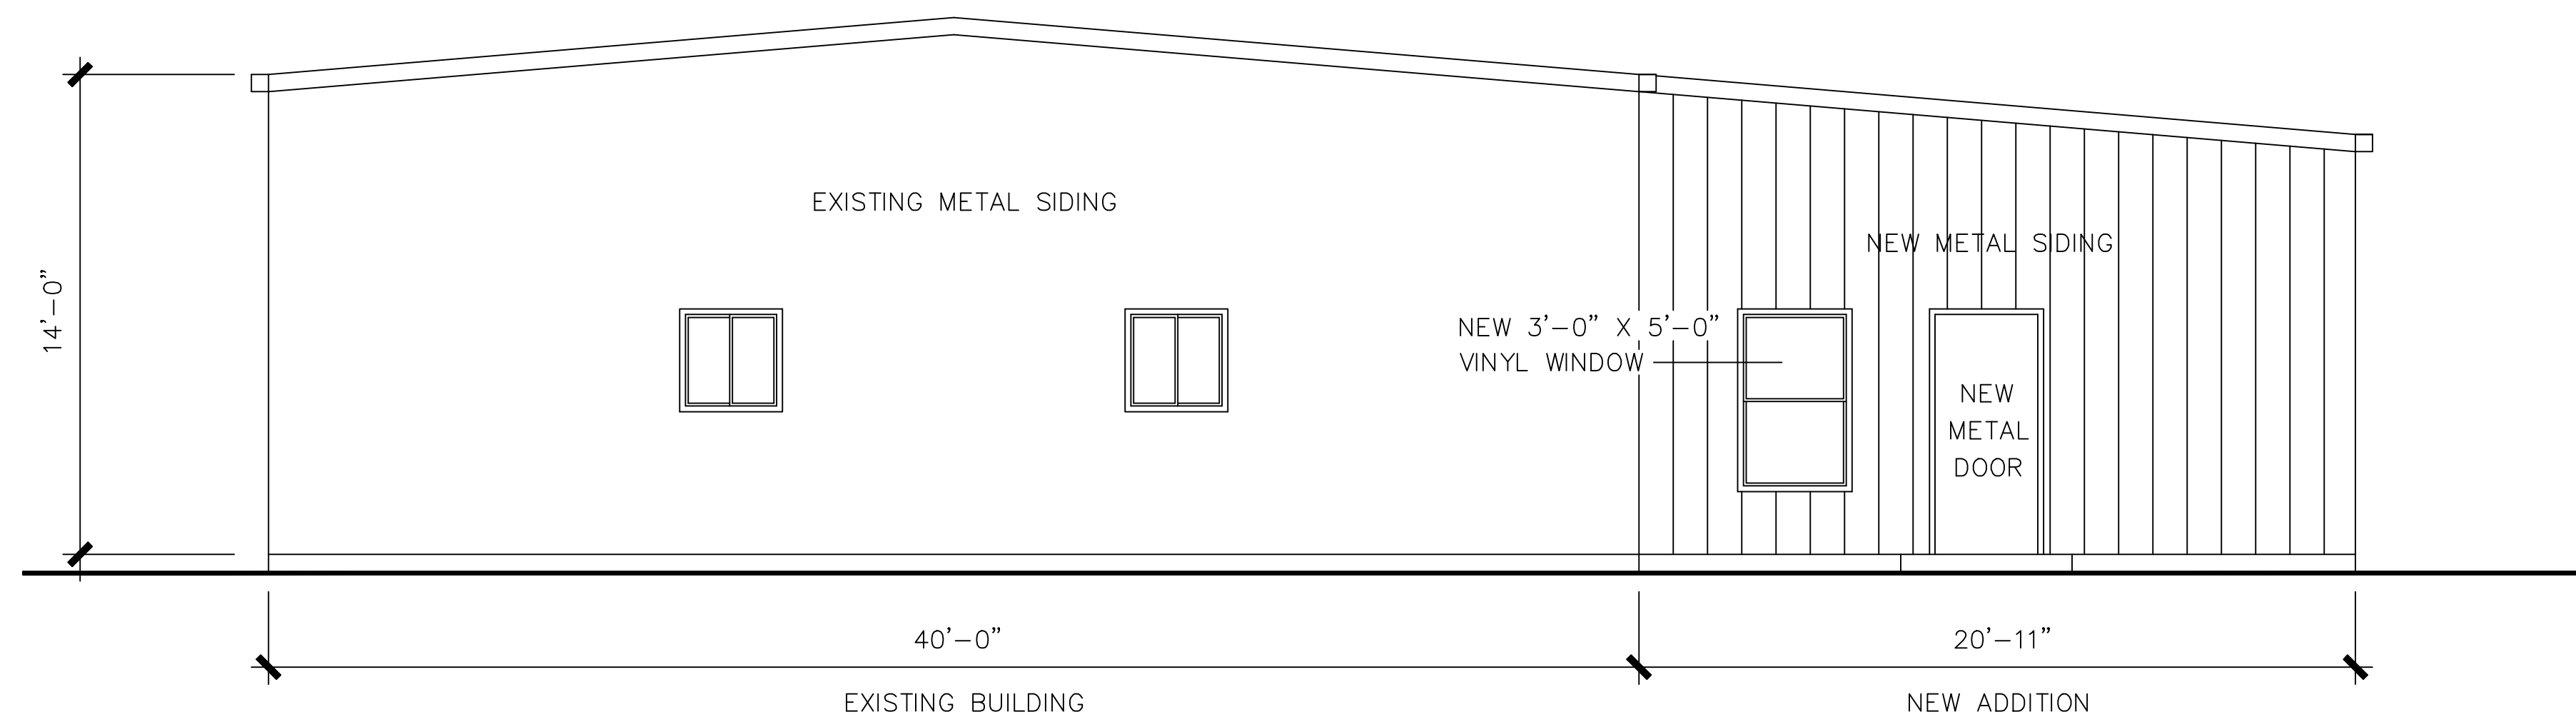 EXISTING METAL SIDING
NEW METAL SIDING
14'-0"
NEW 3'-0" X 5'-0"
VINYL WINDOW
NEW
METAL
DOOR
40'-0"
20'-11"
EXISTING BUILDING
NEW ADDITION